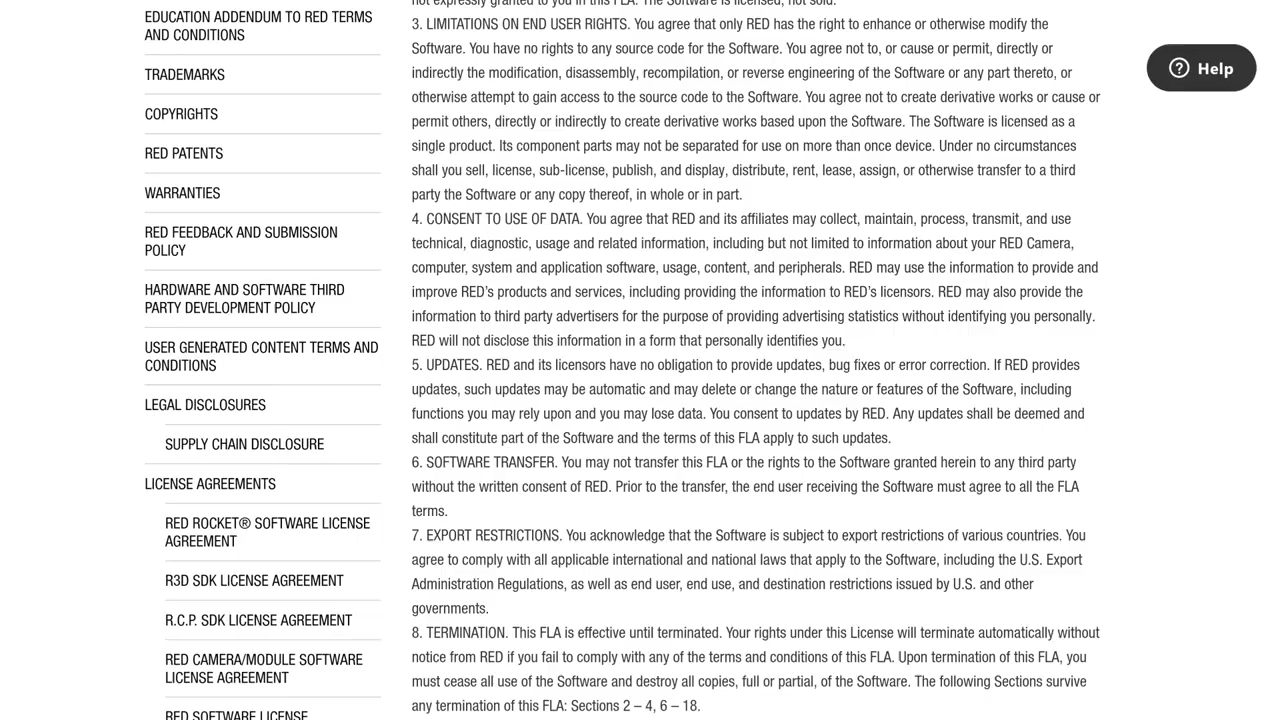 EDUCATION ADDENDUM TO RED TERMS
AND CONDITIONS
TRADEMARKS
COPYRIGHTS
RED PATENTS
WARRANTIES
RED FEEDBACK AND SUBMISSION
POLICY
HARDWARE AND SOFTWARE THIRD
PARTY DEVELOPMENT POLICY
USER GENERATED CONTENT TERMS AND
CONDITIONS
LEGAL DISCLOSURES
SUPPLY CHAIN DISCLOSURE
LICENSE AGREEMENTS
RED ROCKET® SOFTWARE LICENSE
AGREEMENT
R3D SDK LICENSE AGREEMENT
R.C.P. SDK LICENSE AGREEMENT
RED CAMERA/MODULE SOFTWARE
LICENSE AGREEMENT
RED SOFTWARE LICENSE
not expressly granted to you in this FLA. The Software is licensed, not sold.
3. LIMITATIONS ON END USER RIGHTS. You agree that only RED has the right to enhance or otherwise modify the
Software. You have no rights to any source code for the Software. You agree not to, or cause or permit, directly or
indirectly the modification, disassembly, recompilation, or reverse engineering of the Software or any part thereto, or
otherwise attempt to gain access to the source code to the Software. You agree not to create derivative works or cause or
permit others, directly or indirectly to create derivative works based upon the Software. The Software is licensed as a
single product. Its component parts may not be separated for use on more than once device. Under no circumstances
shall you sell, license, sub-license, publish, and display, distribute, rent, lease, assign, or otherwise transfer to a third
party the Software or any copy thereof, in whole or in part.
4. CONSENT TO USE OF DATA. You agree that RED and its affiliates may collect, maintain, process, transmit, and use
technical, diagnostic, usage and related information, including but not limited to information about your RED Camera,
computer, system and application software, usage, content, and peripherals. RED may use the information to provide and
improve RED’s products and services, including providing the information to RED’s licensors. RED may also provide the
information to third party advertisers for the purpose of providing advertising statistics without identifying you personally.
RED will not disclose this information in a form that personally identifies you.
5. UPDATES. RED and its licensors have no obligation to provide updates, bug fixes or error correction. If RED provides
updates, such updates may be automatic and may delete or change the nature or features of the Software, including
functions you may rely upon and you may lose data. You consent to updates by RED. Any updates shall be deemed and
shall constitute part of the Software and the terms of this FLA apply to such updates.
6. SOFTWARE TRANSFER. You may not transfer this FLA or the rights to the Software granted herein to any third party
without the written consent of RED. Prior to the transfer, the end user receiving the Software must agree to all the FLA
terms.
7. EXPORT RESTRICTIONS. You acknowledge that the Software is subject to export restrictions of various countries. You
agree to comply with all applicable international and national laws that apply to the Software, including the U.S. Export
Administration Regulations, as well as end user, end use, and destination restrictions issued by U.S. and other
governments.
8. TERMINATION. This FLA is effective until terminated. Your rights under this License will terminate automatically without
notice from RED if you fail to comply with any of the terms and conditions of this FLA. Upon termination of this FLA, you
must cease all use of the Software and destroy all copies, full or partial, of the Software. The following Sections survive
any termination of this FLA: Sections 2 – 4, 6 – 18.
Help